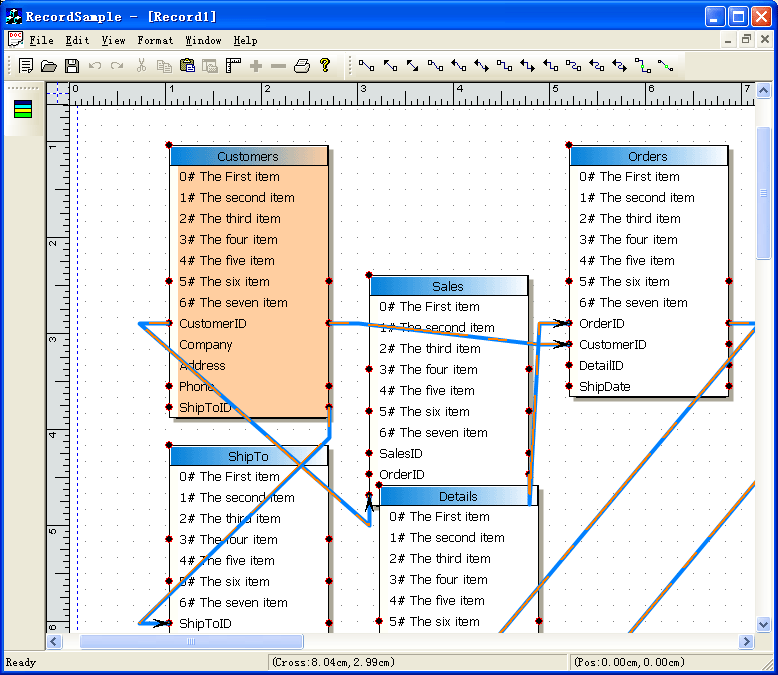 RecordSample - [Record1]
File Edit View Format Window Help
0 1 2 3 4 5 6 7
1
2
3
4
5
6
Customers
0# The First item
1# The second item
2# The third item
3# The four item
4# The five item
5# The six item
6# The seven item
CustomerID
Company
Address
Phone
ShipToID
Orders
0# The First item
1# The second item
2# The third item
3# The four item
4# The five item
5# The six item
6# The seven item
OrderID
CustomerID
DetailID
ShipDate
Sales
0# The First item
1# The second item
2# The third item
3# The four item
4# The five item
5# The six item
6# The seven item
SalesID
OrderID
ShipTo
0# The First item
1# The second item
2# The third item
3# The four item
4# The five item
5# The six item
6# The seven item
ShipToID
Details
0# The First item
1# The second item
2# The third item
3# The four item
4# The five item
5# The six item
Ready (Cross:8.04cm,2.99cm) (Pos:0.00cm,0.00cm)